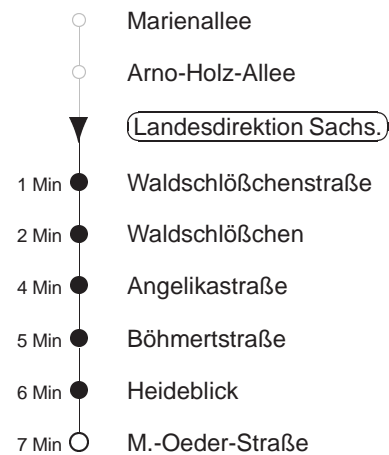 Marienallee
Arno-Holz-Allee
Landesdirektion Sachs.
1 Min Waldschlößchenstraße
2 Min Waldschlößchen
4 Min Angelikastraße
5 Min Böhmertstraße
6 Min Heideblick
7 Min M.-Oeder-Straße